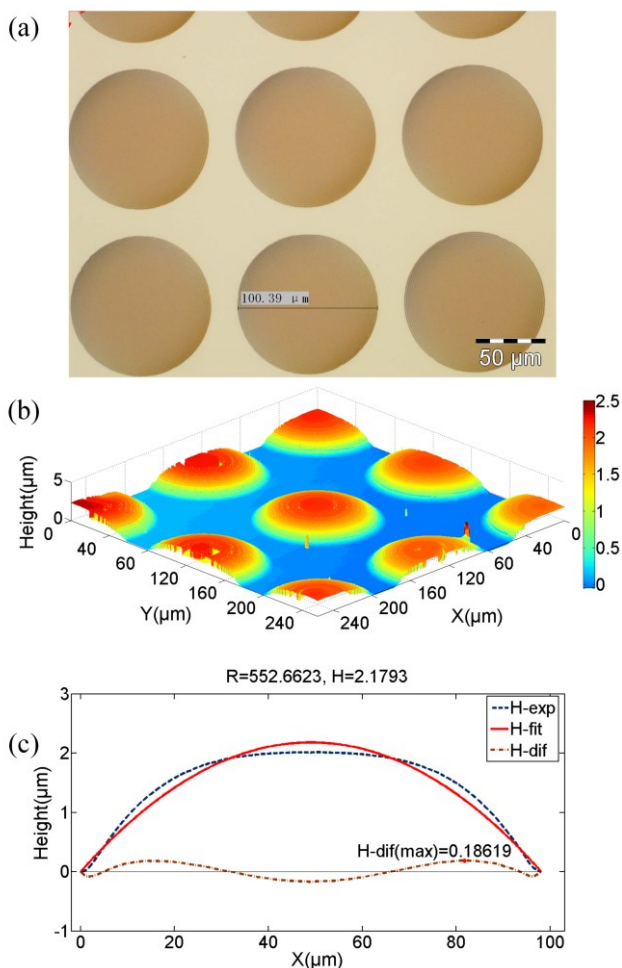 (a)
100.39 μm
50 μm
(b)
Height(μm)
5
0
0
40
60
120
160
200
240
Y(μm)
0
40
60
120
160
200
240
X(μm)
2.5
2
1.5
1
0.5
0
R=552.6623, H=2.1793
(c)
Height(μm)
3
2
1
0
-1
H-exp
H-fit
H-dif
H-dif(max)=0.18619
0 20 40 60 80 100
X(μm)